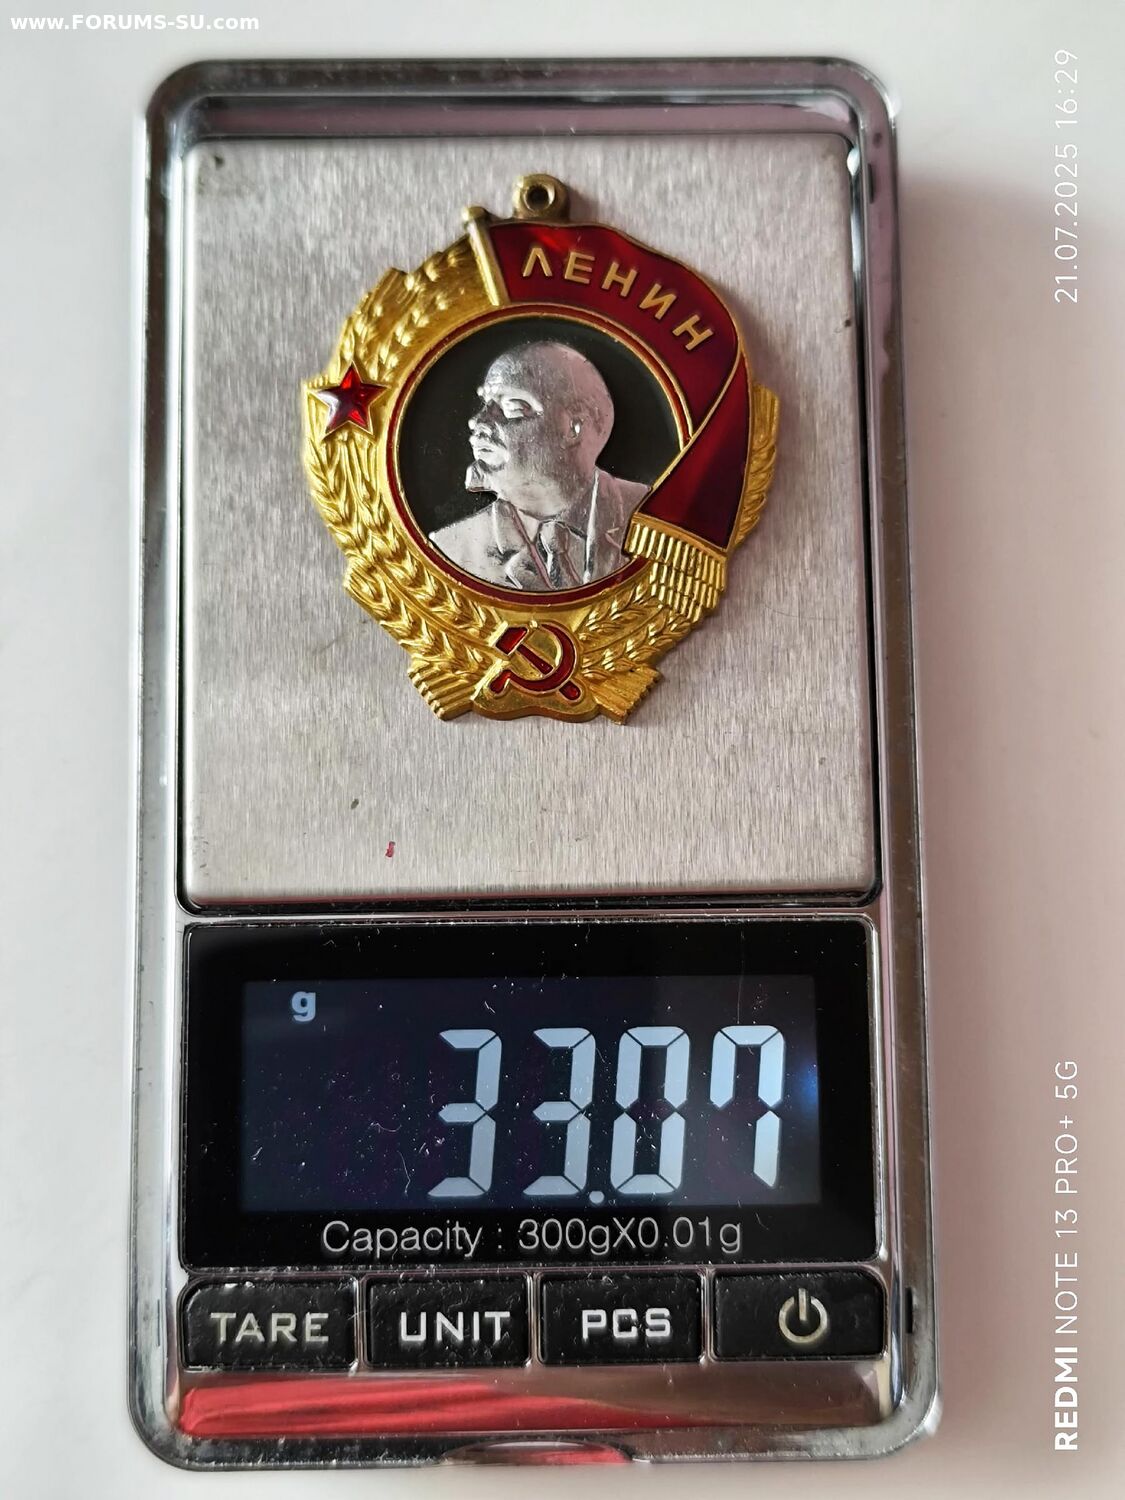 www.FORUMS-SU.com
21.07.2025 16:29
ЛЕНИН
g
33.07
Capacity : 300gX0.01g
TARE UNIT PCS
REDMI NOTE 13 PRO+ 5G